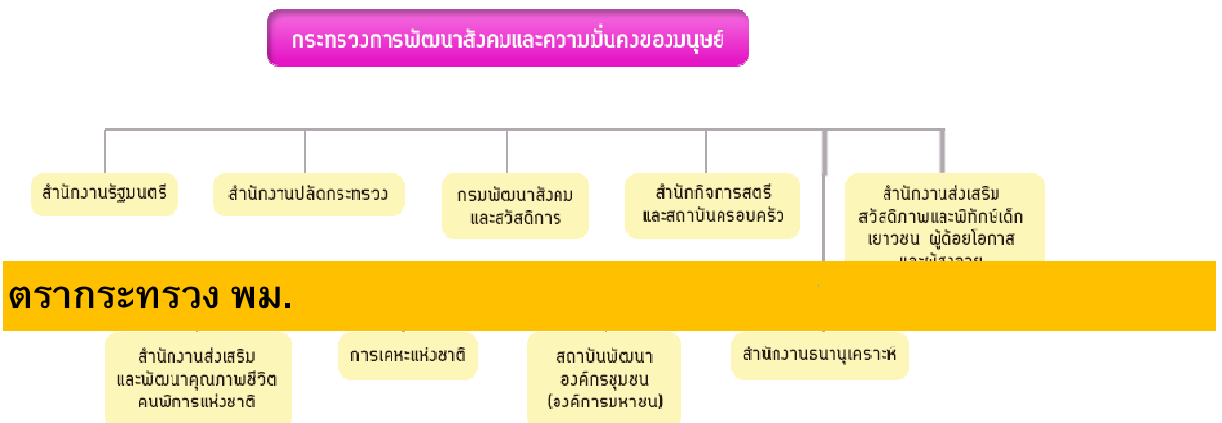 กระทรวงการพัฒนาสังคมและความมั่นคงของมนุษย์
สำนักงานรัฐมนตรี
สำนักงานปลัดกระทรวง
กรมพัฒนาสังคม
และสวัสดิการ
สำนักกิจการสตรี
และสถาบันครอบครัว
สำนักงานส่งเสริม
สวัสดิภาพและพิทักษ์เด็ก
เยาวชน ผู้ด้อยโอกาส
ตรากระทรวง พม.
สำนักงานส่งเสริม
และพัฒนาคุณภาพชีวิต
คนพิการแห่งชาติ
การเคหะแห่งชาติ
สถาบันพัฒนา
องค์กรชุมชน
(องค์การมหาชน)
สำนักงานธนานุเคราะห์